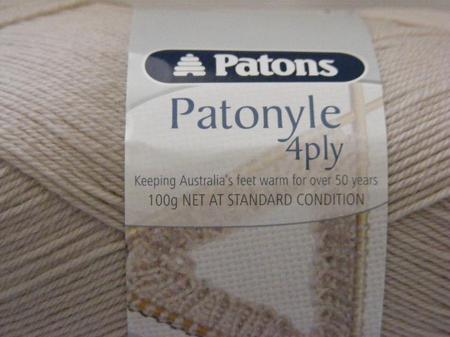 Patons
Patonyle
4ply
Keeping Australia's feet warm for over 50 years
100g NET AT STANDARD CONDITION